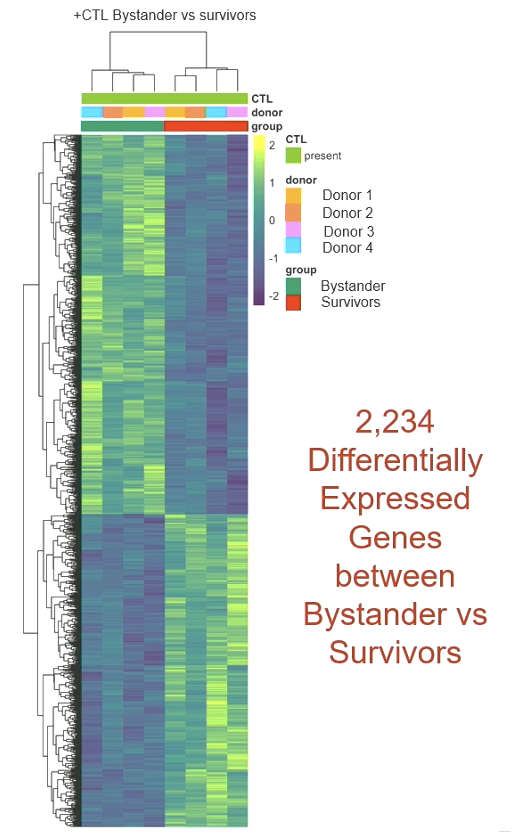 +CTL Bystander vs survivors
CTL
donor
group
2
1
0
-1
-2
CTL
present
donor
Donor 1
Donor 2
Donor 3
Donor 4
group
Bystander
Survivors
2,234
Differentially
Expressed
Genes
between
Bystander vs
Survivors